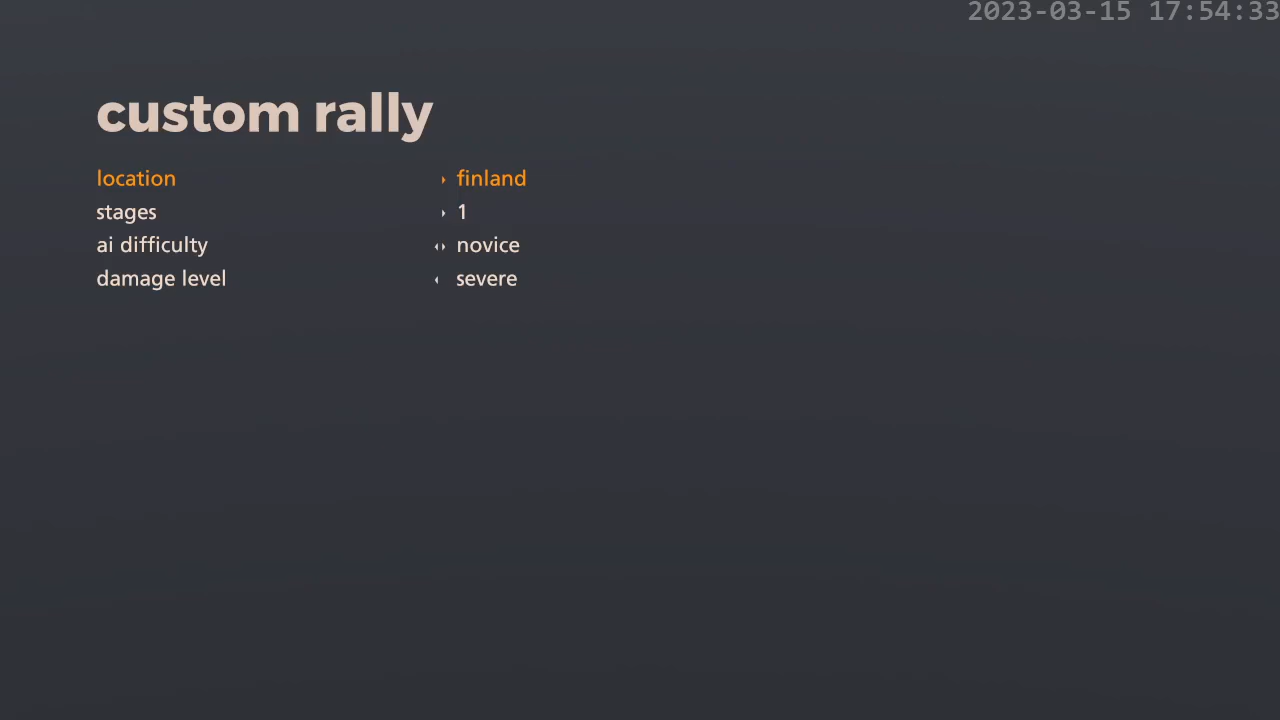 2023-03-15 17:54:33
custom rally
location finland
stages 1
ai difficulty novice
damage level severe